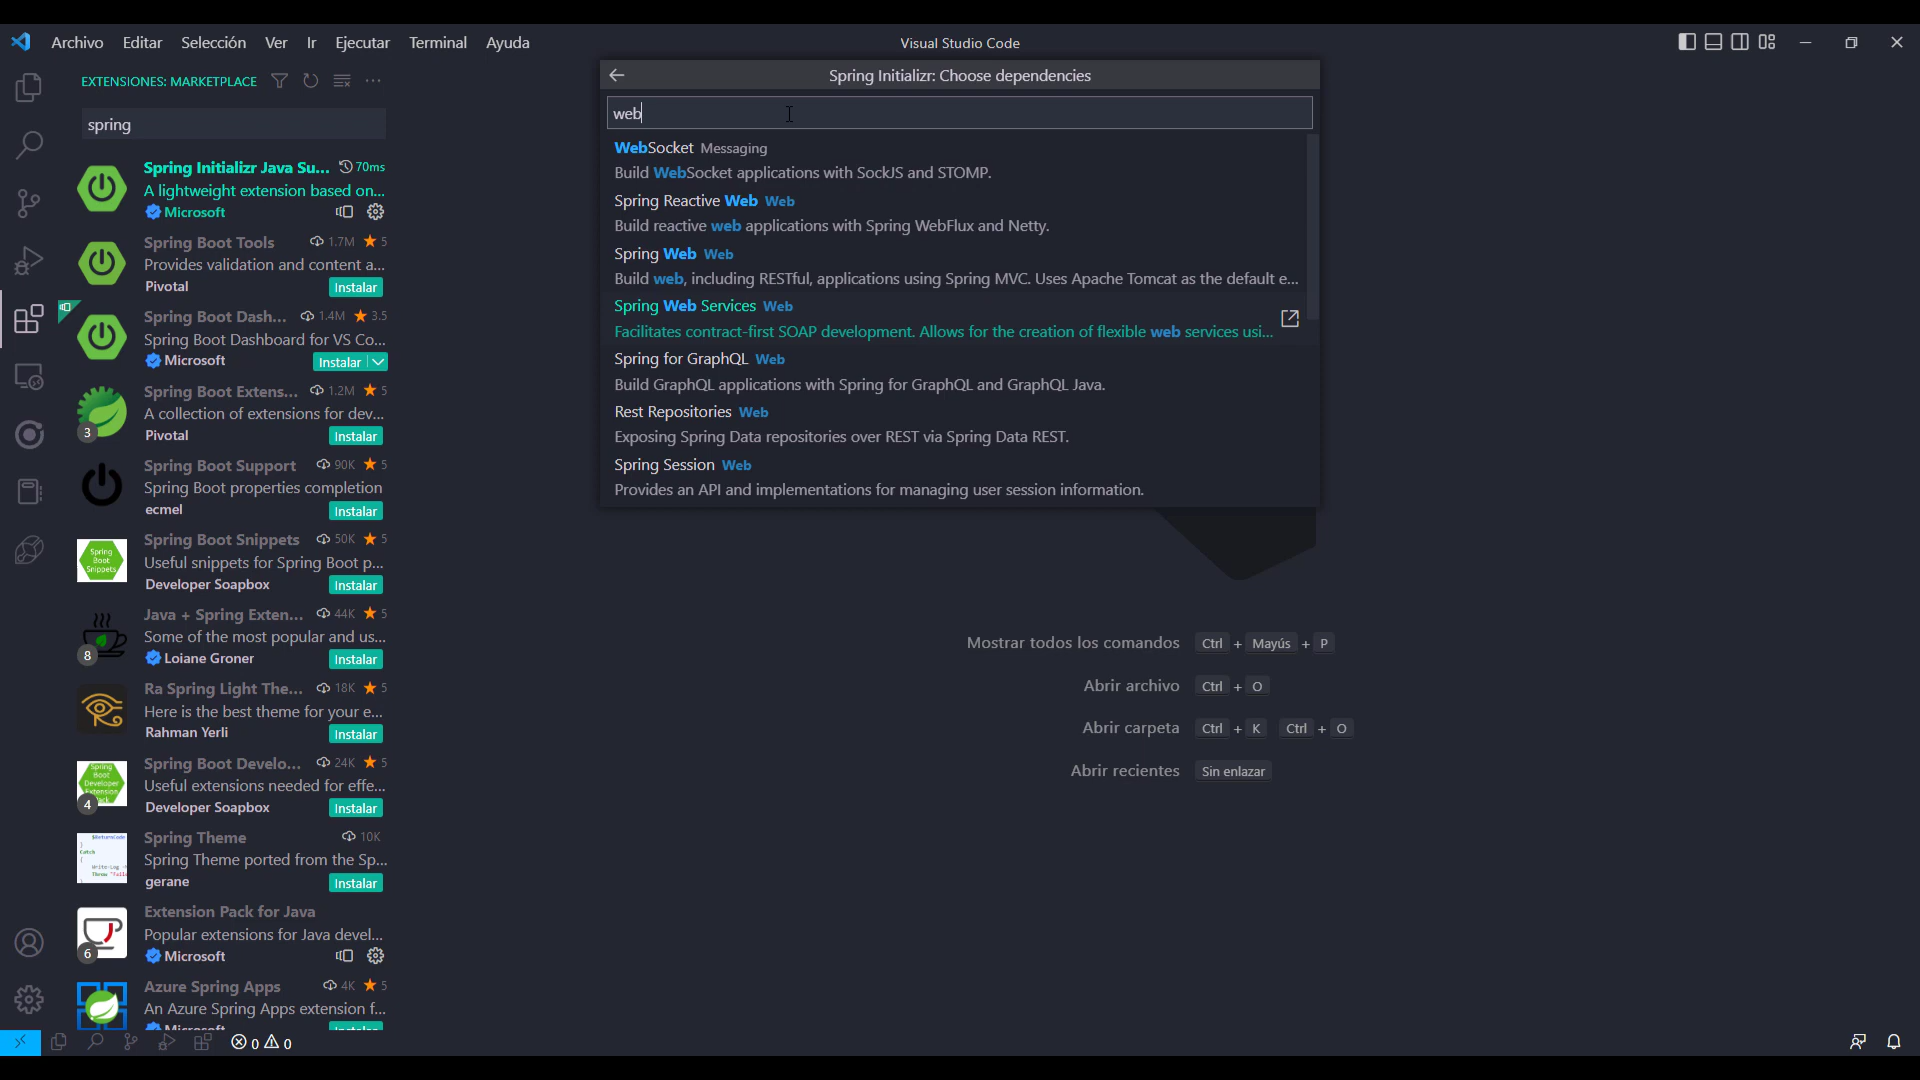 Archivo Editar Selección Ver Ir Ejecutar Terminal Ayuda
Visual Studio Code
EXTENSIONES: MARKETPLACE
spring
Spring Initializr Java Su... 70ms
A lightweight extension based on...
Microsoft
Spring Boot Tools 1.7M 5
Provides validation and content a...
Pivotal Instalar
Spring Boot Dash... 1.4M 3.5
Spring Boot Dashboard for VS Co...
Microsoft Instalar
Spring Boot Extens... 1.2M 5
A collection of extensions for dev...
3
Pivotal Instalar
Spring Boot Support 90K 5
Spring Boot properties completion
ecmel Instalar
Spring Boot Snippets 50K 5
Spring
Boot
Snippets
Useful snippets for Spring Boot p...
Developer Soapbox Instalar
Java + Spring Exten... 44K 5
Some of the most popular and us...
8
Loiane Groner Instalar
Ra Spring Light The... 18K 5
Here is the best theme for your e...
Rahman Yerli Instalar
Spring Boot Develo... 24K 5
Spring
Boot
Developer
Extension
Useful extensions needed for effe...
4
Developer Soapbox Instalar
Spring Theme 10K
Spring Theme ported from the Sp...
gerane Instalar
Extension Pack for Java
Popular extensions for Java devel...
6
Microsoft
Azure Spring Apps 4K 5
An Azure Spring Apps extension f...
Microsoft Instalar
0 0
Spring Initializr: Choose dependencies
web
WebSocket Messaging
Build WebSocket applications with SockJS and STOMP.
Spring Reactive Web Web
Build reactive web applications with Spring WebFlux and Netty.
Spring Web Web
Build web, including RESTful, applications using Spring MVC. Uses Apache Tomcat as the default e...
Spring Web Services Web
Facilitates contract-first SOAP development. Allows for the creation of flexible web services usi...
Spring for GraphQL Web
Build GraphQL applications with Spring for GraphQL and GraphQL Java.
Rest Repositories Web
Exposing Spring Data repositories over REST via Spring Data REST.
Spring Session Web
Provides an API and implementations for managing user session information.
Mostrar todos los comandos Ctrl + Mayús + P
Abrir archivo Ctrl + O
Abrir carpeta Ctrl + K Ctrl + O
Abrir recientes Sin enlazar